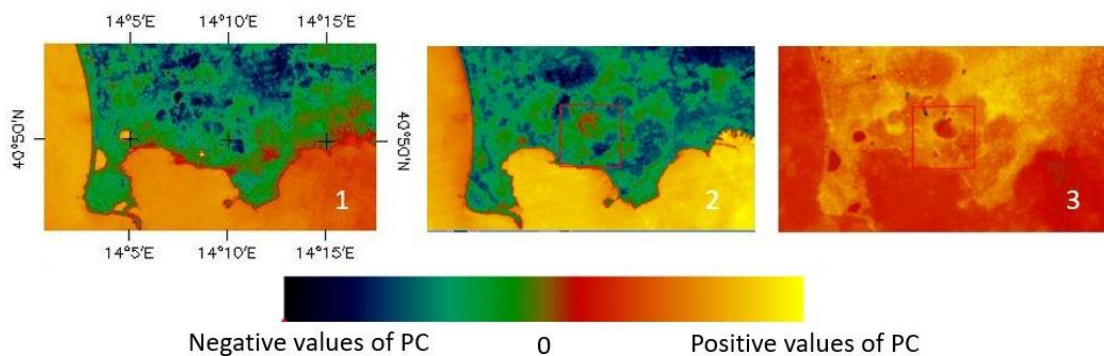 14°5'E 14°10'E 14°15'E
40°50'N 40°50'N
1 2 3
14°5'E 14°10'E 14°15'E
Negative values of PC 0 Positive values of PC